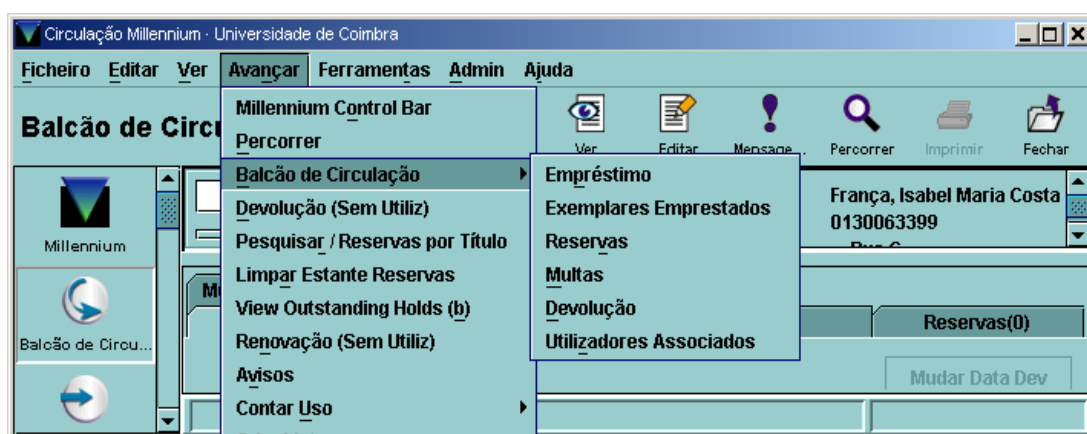 Circulação Millennium · Universidade de Coimbra
Ficheiro Editar Ver Avançar Ferramentas Admin Ajuda
Balcão de Circu
Ver Editar Mensage... Percorrer Imprimir Fechar
Millennium
Balcão de Circu...
Millennium Control Bar
Percorrer
Balcão de Circulação
Devolução (Sem Utiliz)
Pesquisar / Reservas por Título
Limpar Estante Reservas
View Outstanding Holds (b)
Renovação (Sem Utiliz)
Avisos
Contar Uso
Empréstimo
Exemplares Emprestados
Reservas
Multas
Devolução
Utilizadores Associados
França, Isabel Maria Costa
0130063399
Reservas(0)
Mudar Data Dev